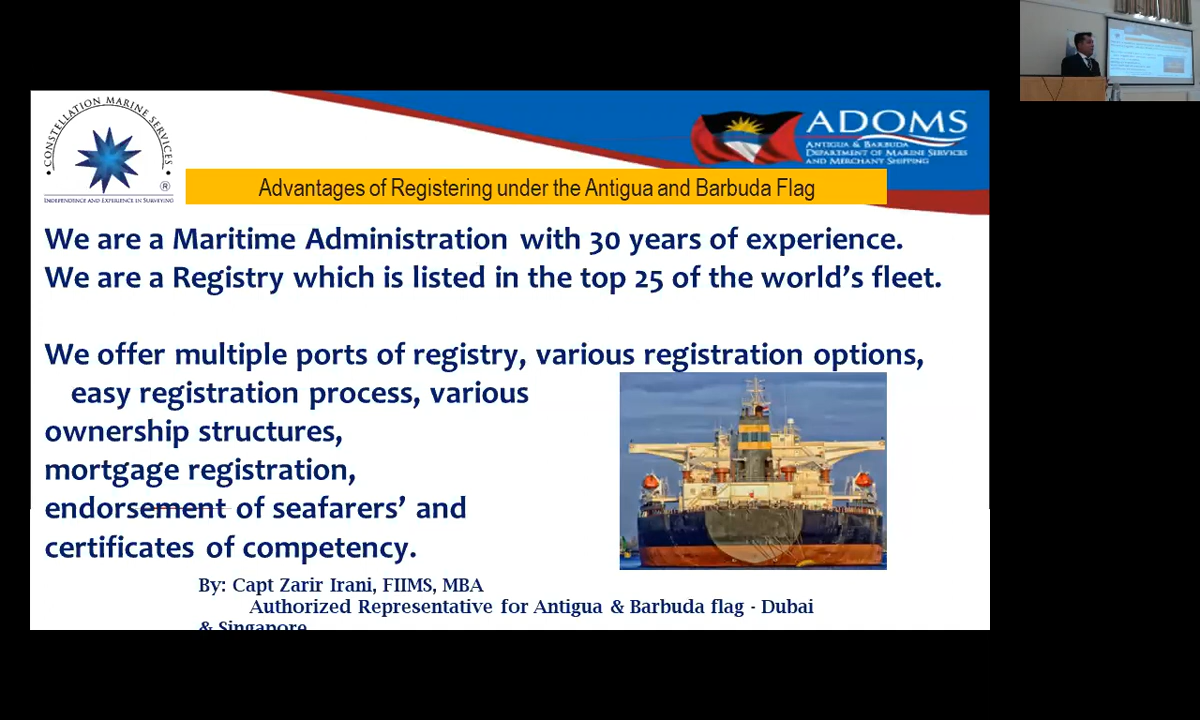 CONSTELLATION MARINE SERVICES
®
INDEPENDENCE AND EXPERIENCE IN SURVEYING
ADOMS
ANTIGUA & BARBUDA
DEPARTMENT OF MARINE SERVICES
AND MERCHANT SHIPPING
Advantages of Registering under the Antigua and Barbuda Flag
We are a Maritime Administration with 30 years of experience.
We are a Registry which is listed in the top 25 of the world's fleet.
We offer multiple ports of registry, various registration options,
easy registration process, various
ownership structures,
mortgage registration,
endorsement of seafarers' and
certificates of competency.
By: Capt Zarir Irani, FIIMS, MBA
Authorized Representative for Antigua & Barbuda flag - Dubai
& Singapore